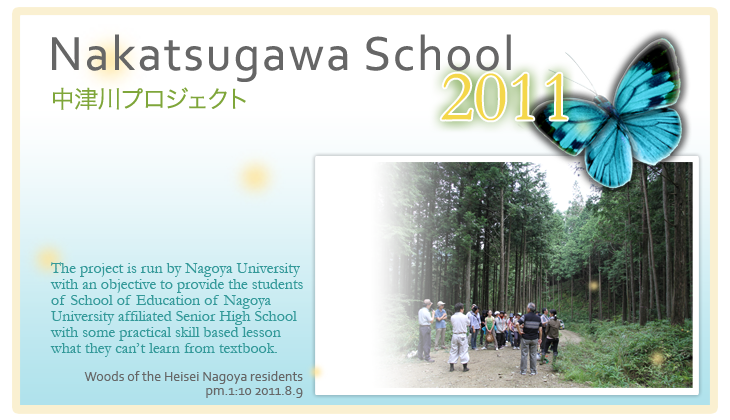 Nakatsugawa School
2011
中津川プロジェクト
The project is run by Nagoya University
with an objective to provide the students
of School of Education of Nagoya
University affiliated Senior High School
with some practical skill based lesson
what they can't learn from textbook.
Woods of the Heisei Nagoya residents
pm.1:10 2011.8.9